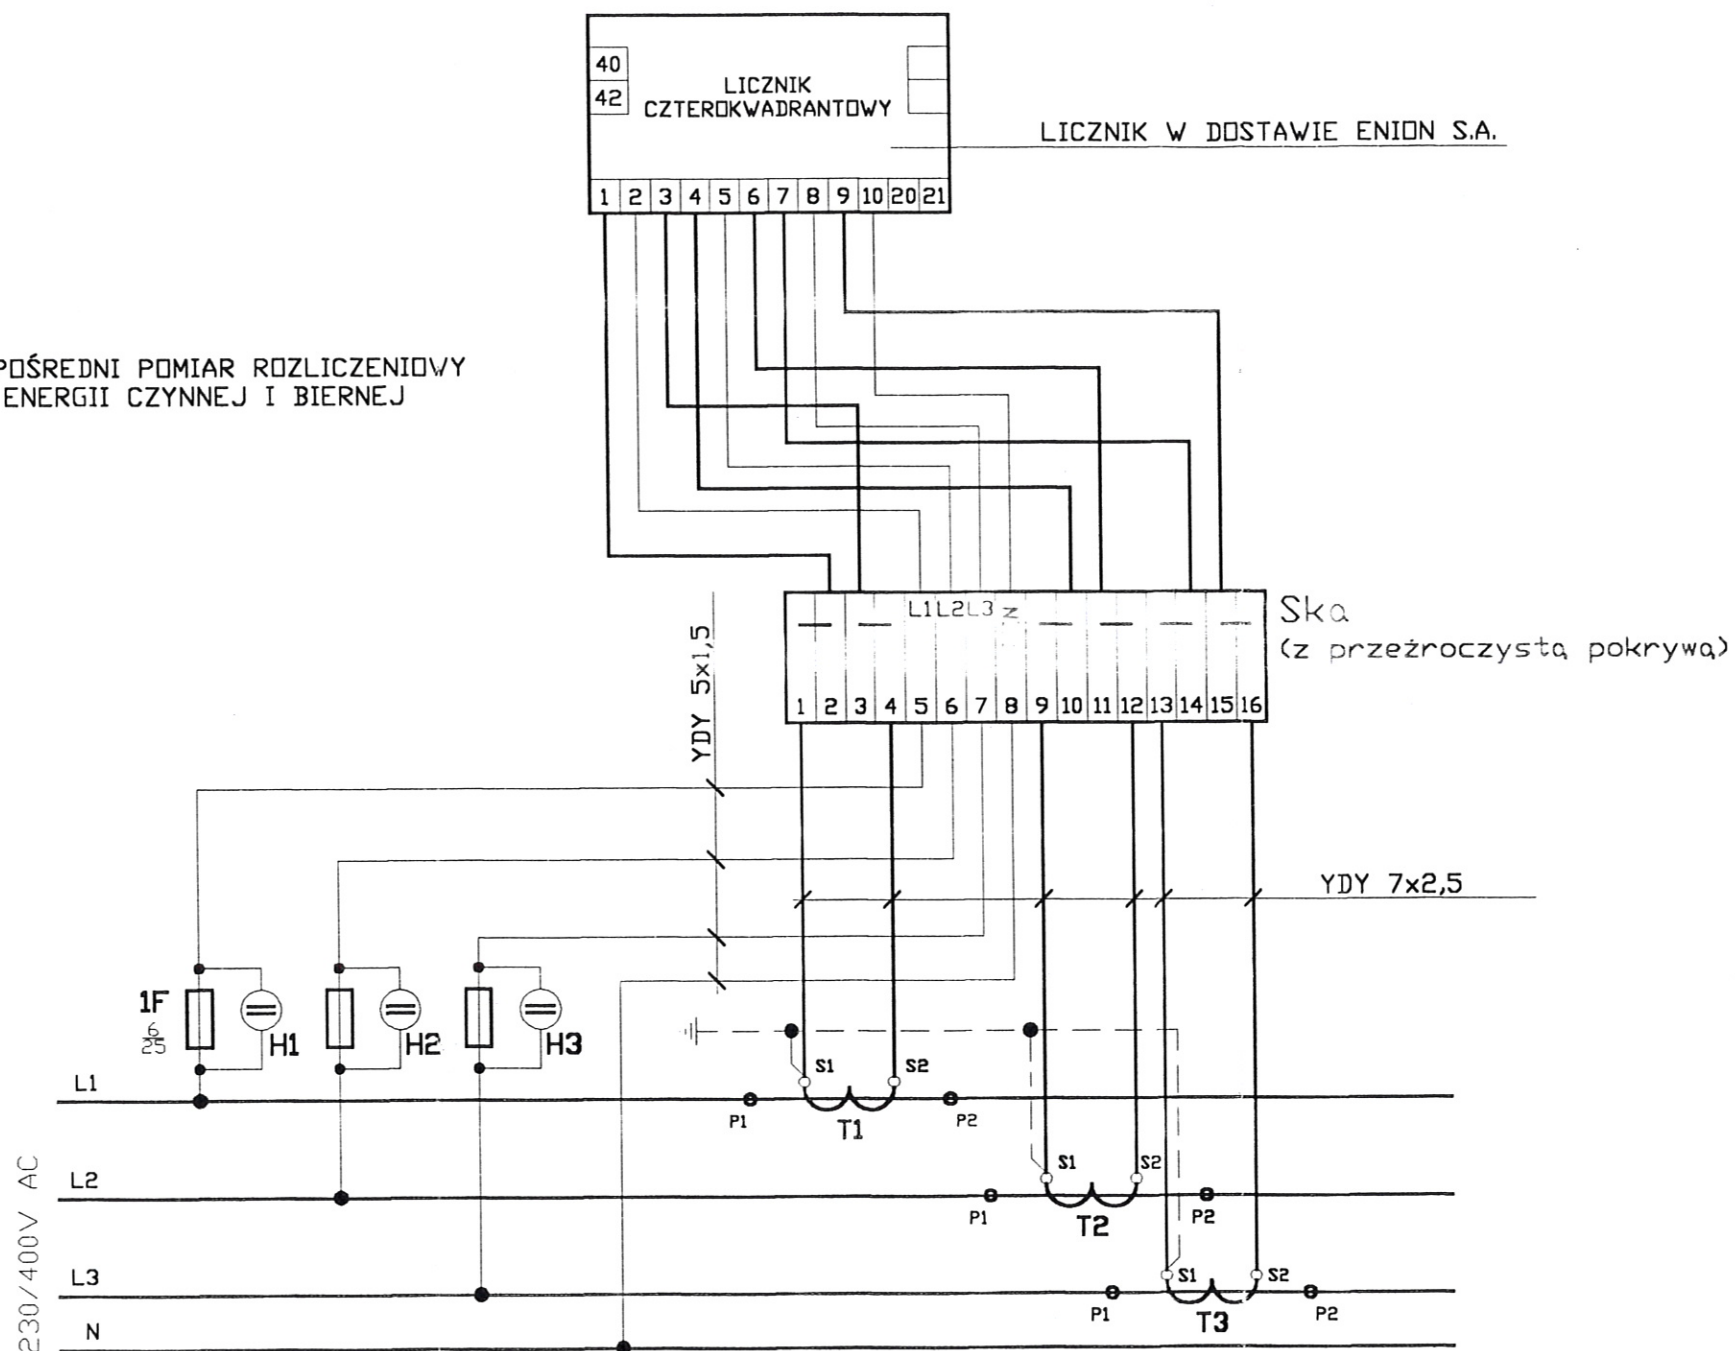 40
42
LICZNIK
CZTEROKWADRANTOWY
LICZNIK W DOSTAWIE ENION S.A.
1 2 3 4 5 6 7 8 9 10 20 21
POŚREDNI POMIAR ROZLICZENIOWY
ENERGII CZYNNEJ I BIERNEJ
L1 L2 L3 N
Ska
(z przeźroczystą pokrywą)
YDY 5x1,5
1 2 3 4 5 6 7 8 9 10 11 12 13 14 15 16
YDY 7x2,5
1F
6
25
H1
H2
H3
S1
S2
L1
P1
T1
P2
S1
S2
L2
P1
T2
P2
S1
S2
L3
P1
T3
P2
N
230/400V AC